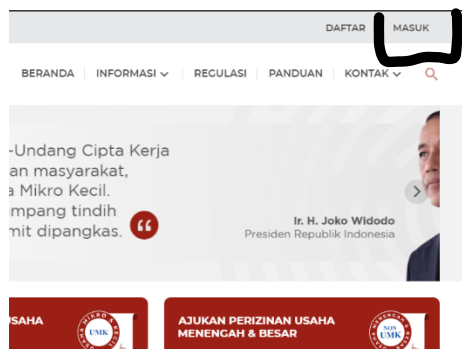 DAFTAR MASUK
BERANDA INFORMASI REGULASI PANDUAN KONTAK
-Undang Cipta Kerja
an masyarakat,
a Mikro Kecil.
mpang tindih
mit dipangkas.
Ir. H. Joko Widodo
Presiden Republik Indonesia
USAHA
UMK
AJUKAN PERIZINAN USAHA
MENENGAH & BESAR
NON
UMK